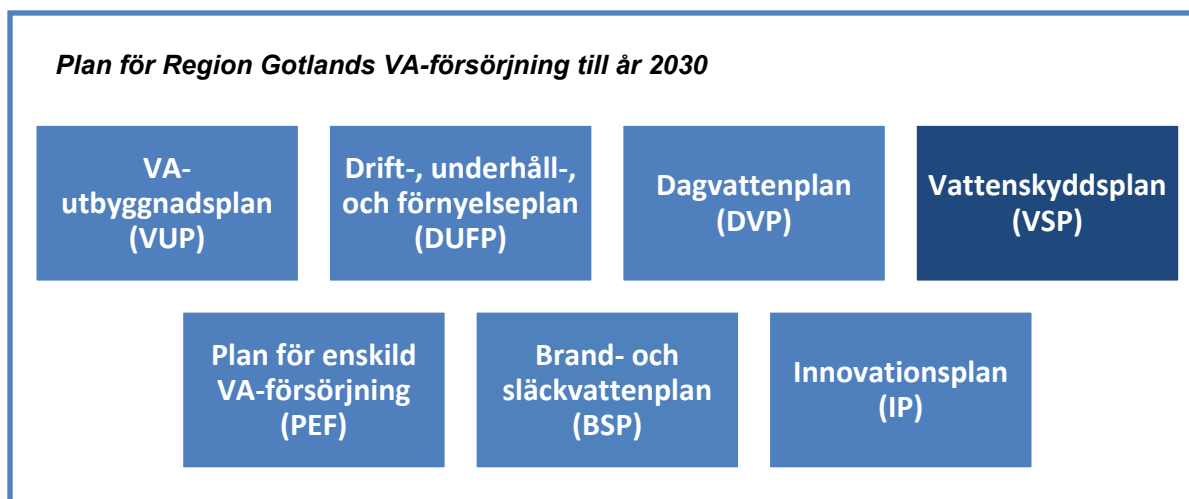 Plan för Region Gotlands VA-försörjning till år 2030
VA-
utbyggnadsplan
(VUP)
Drift-, underhåll-,
och förnyelseplan
(DUFP)
Dagvattenplan
(DVP)
Vattenskyddsplan
(VSP)
Plan för enskild
VA-försörjning
(PEF)
Brand- och
släckvattenplan
(BSP)
Innovationsplan
(IP)